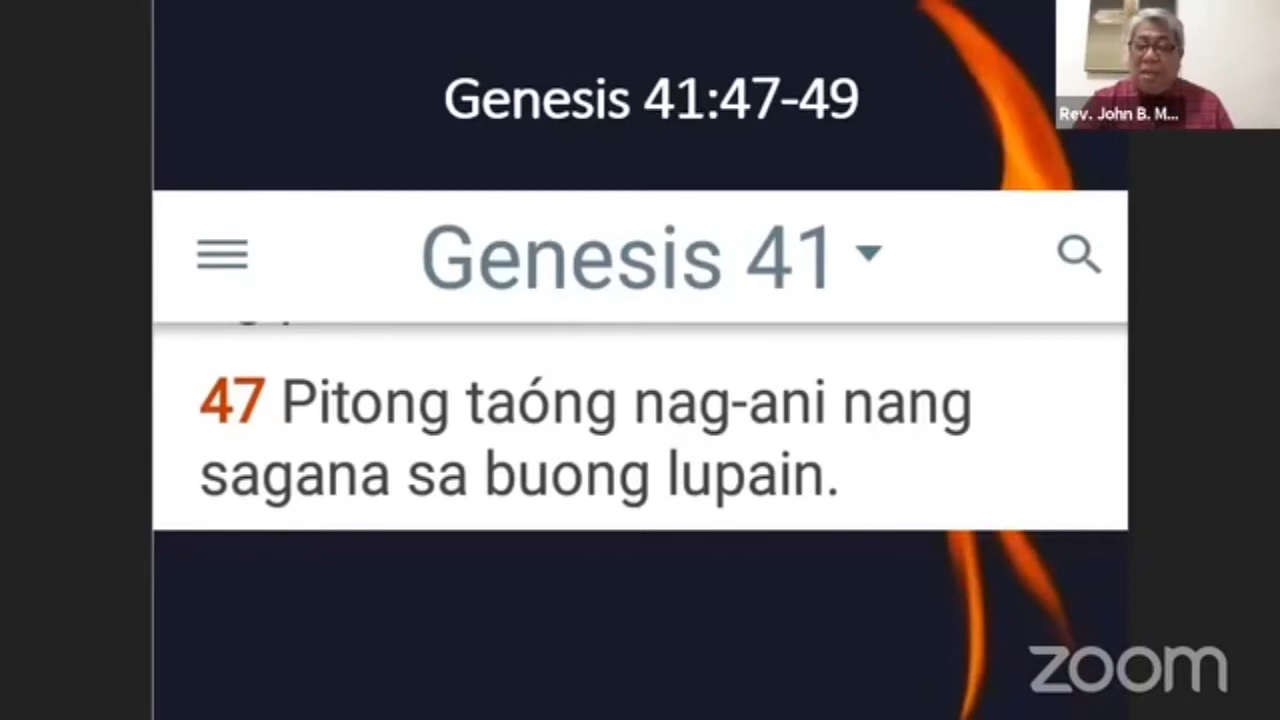 Genesis 41:47-49
Rev. John B. M...
Genesis 41
47 Pitong taóng nag-ani nang
sagana sa buong lupain.
zoom